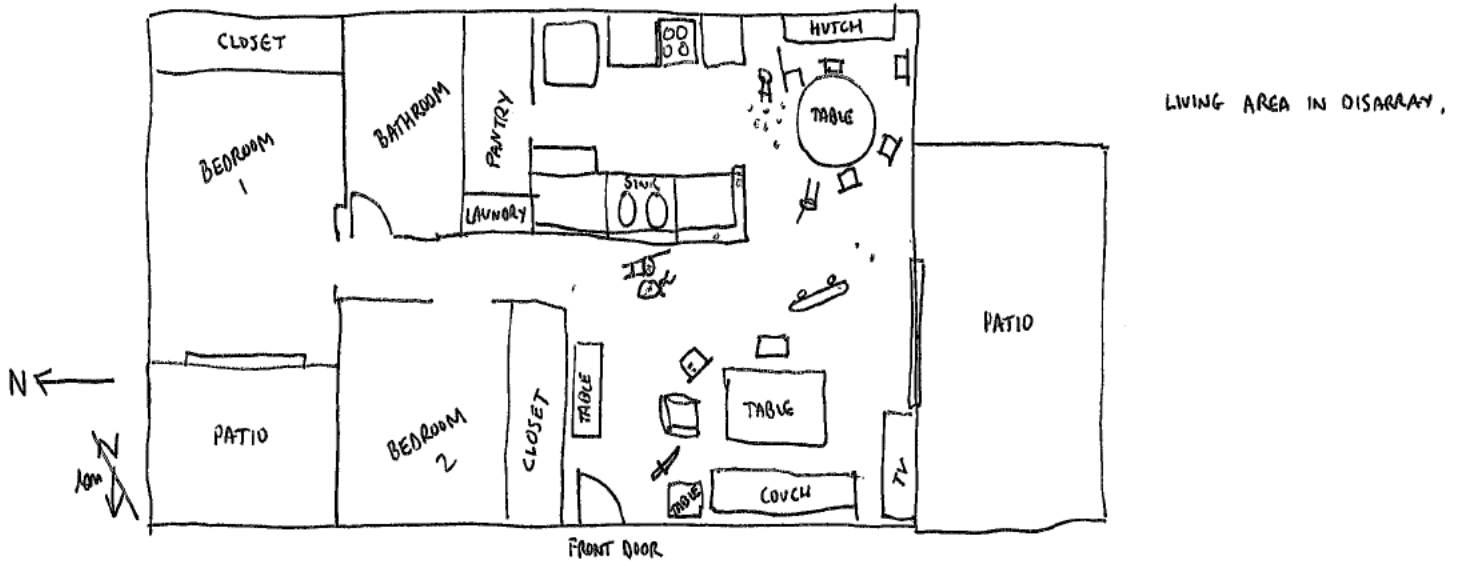 CLOSET
HUTCH
LIVING AREA IN DISARRAY.
BATHROOM
PANTRY
TABLE
BEDROOM
1
SINK
LAUNDRY
PATIO
N
TABLE
TABLE
PATIO
BEDROOM
2
CLOSET
N
TV
TABLE
COUCH
FRONT DOOR